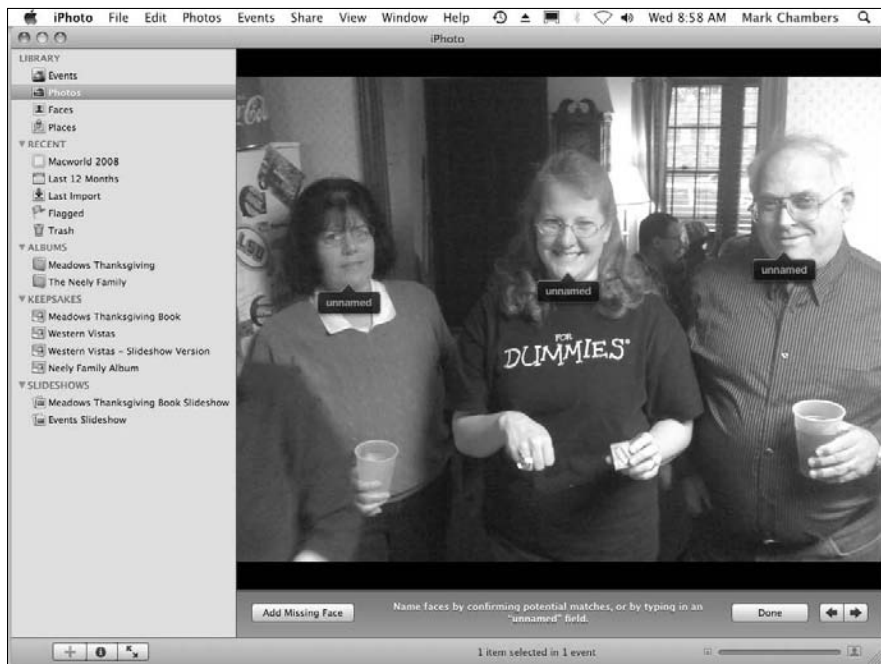 iPhoto File Edit Photos Events Share View Window Help Wed 8:58 AM Mark Chambers
iPhoto
LIBRARY
Events
Photos
Faces
Places
RECENT
Macworld 2008
Last 12 Months
Last Import
Flagged
Trash
ALBUMS
Meadows Thanksgiving
The Neely Family
KEEPSAKES
Meadows Thanksgiving Book
Western Vistas
Western Vistas – Slideshow Version
Neely Family Album
SLIDESHOWS
Meadows Thanksgiving Book Slideshow
Events Slideshow
LSU
unnamed
unnamed
unnamed
FOR
DUMMIES®
Add Missing Face
Name faces by confirming potential matches, or by typing in an
"unnamed" field.
Done
1 item selected in 1 event